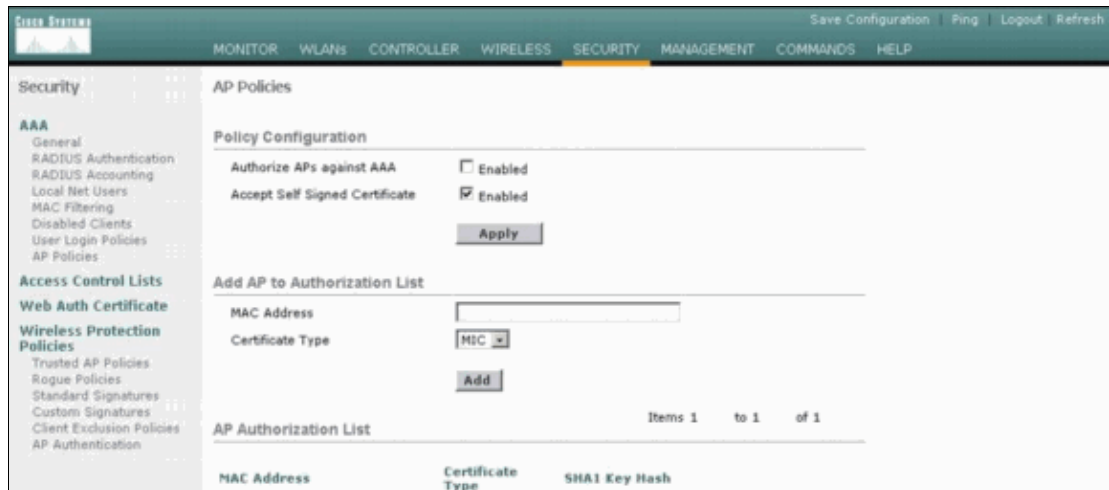 CISCO SYSTEMS
Save Configuration | Ping | Logout | Refresh
MONITOR WLANs CONTROLLER WIRELESS SECURITY MANAGEMENT COMMANDS HELP
Security
AAA
General
RADIUS Authentication
RADIUS Accounting
Local Net Users
MAC Filtering
Disabled Clients
User Login Policies
AP Policies
Access Control Lists
Web Auth Certificate
Wireless Protection
Policies
Trusted AP Policies
Rogue Policies
Standard Signatures
Custom Signatures
Client Exclusion Policies
AP Authentication
AP Policies
Policy Configuration
Authorize APs against AAA Enabled
Accept Self Signed Certificate Enabled
Apply
Add AP to Authorization List
MAC Address
Certificate Type MIC
Add
Items 1 to 1 of 1
AP Authorization List
MAC Address Certificate Type SHA1 Key Hash